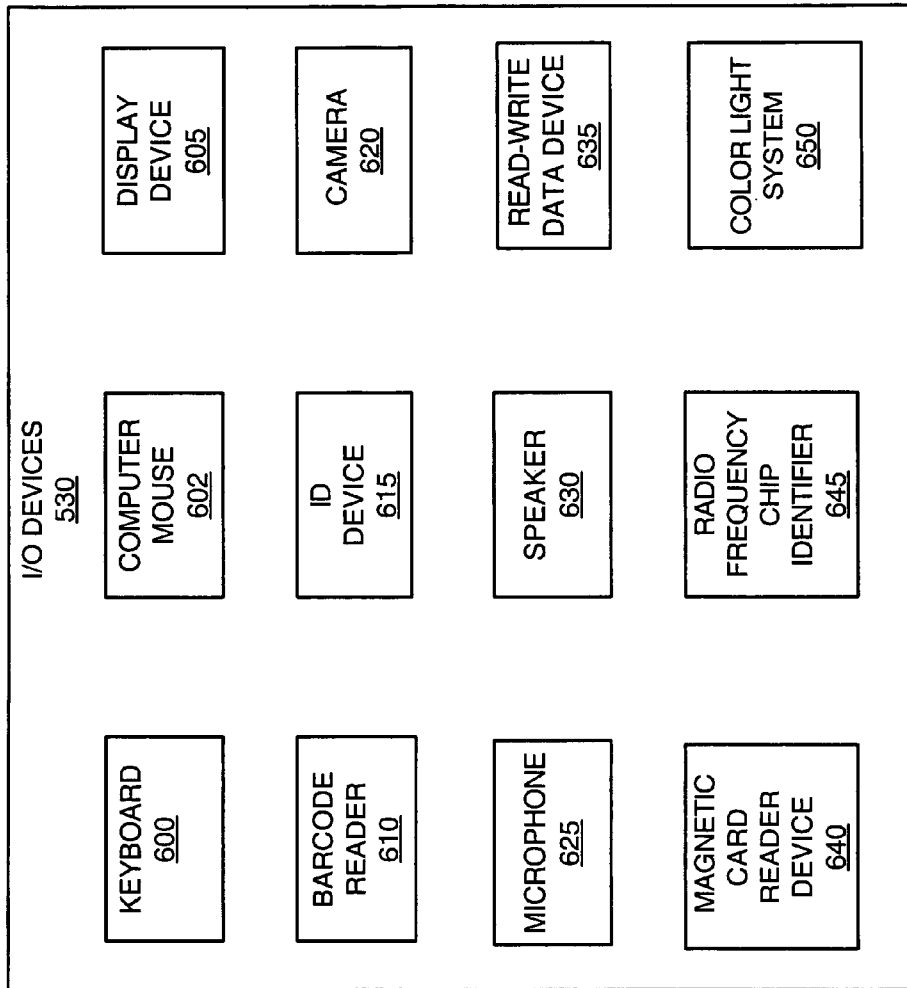 I/O DEVICES
530
KEYBOARD
600
COMPUTER
MOUSE
602
DISPLAY
DEVICE
605
BARCODE
READER
610
ID
DEVICE
615
CAMERA
620
MICROPHONE
625
SPEAKER
630
READ-WRITE
DATA DEVICE
635
MAGNETIC
CARD
READER
DEVICE
640
RADIO
FREQUENCY
CHIP
IDENTIFIER
645
COLOR LIGHT
SYSTEM
650